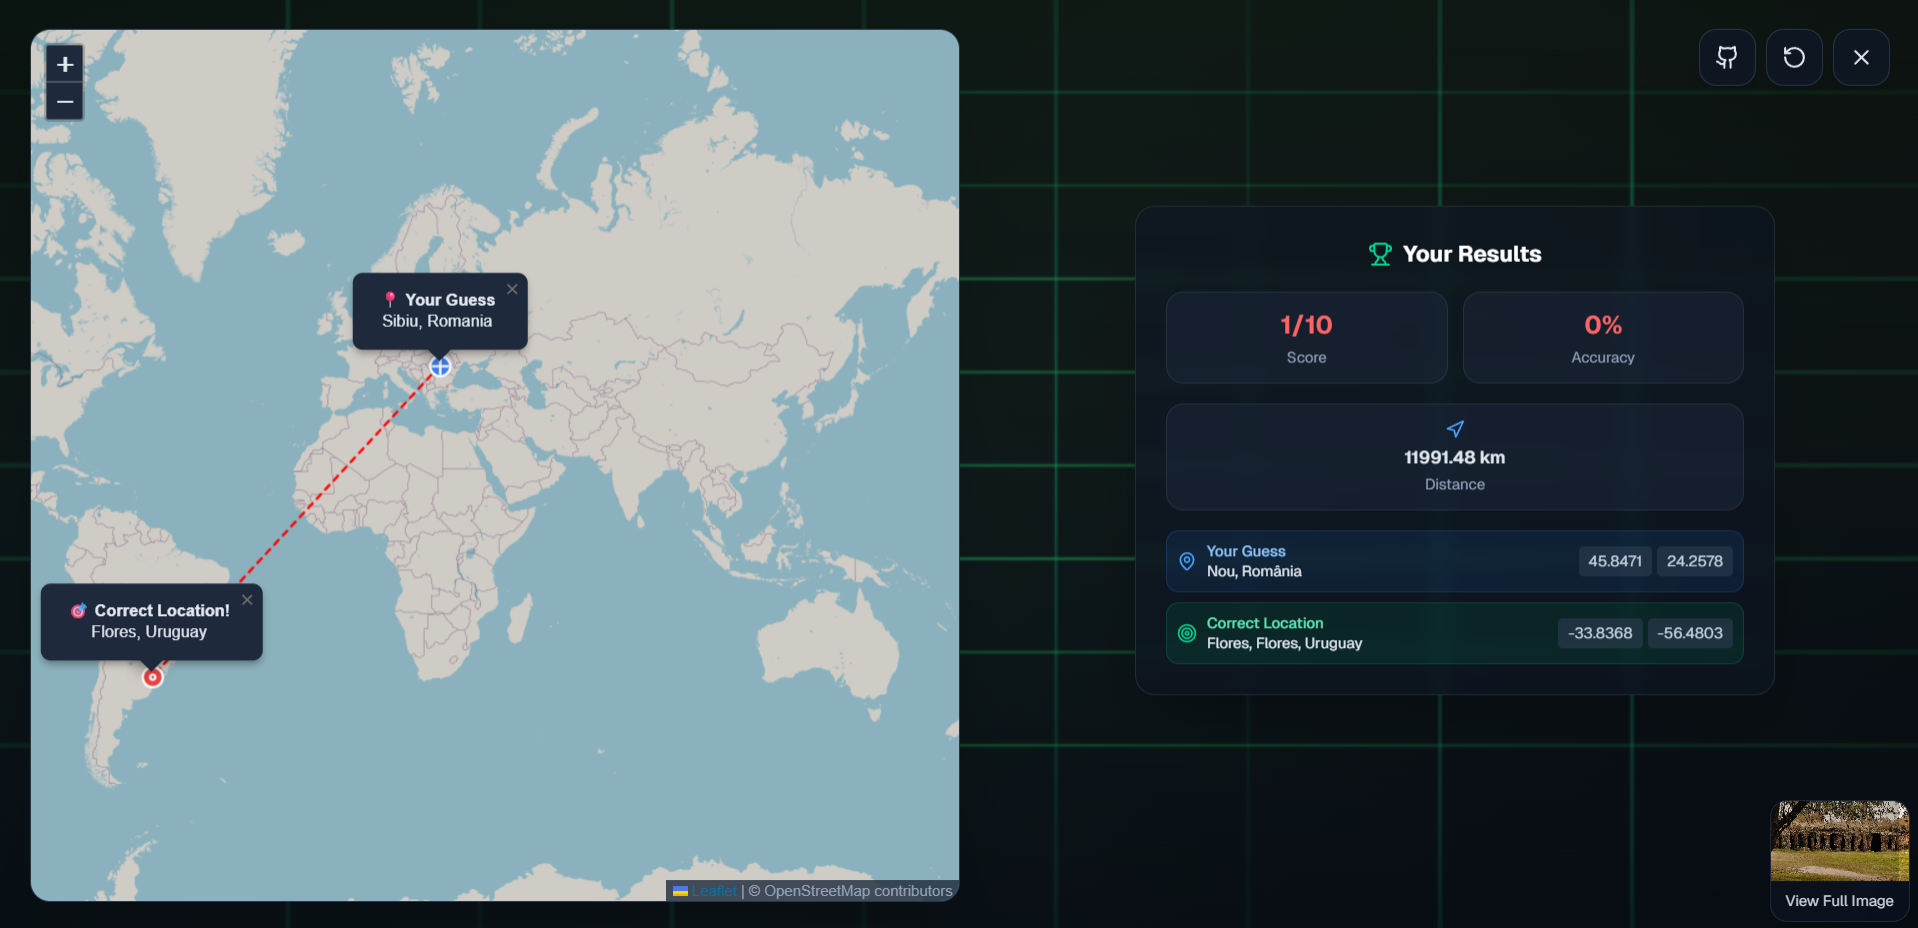 +
−
Your Guess
Sibiu, Romania
Correct Location!
Flores, Uruguay
Leaflet | © OpenStreetMap contributors
Your Results
1/10
Score
0%
Accuracy
11991.48 km
Distance
Your Guess
Nou, România
45.8471 24.2578
Correct Location
Flores, Flores, Uruguay
-33.8368 -56.4803
View Full Image